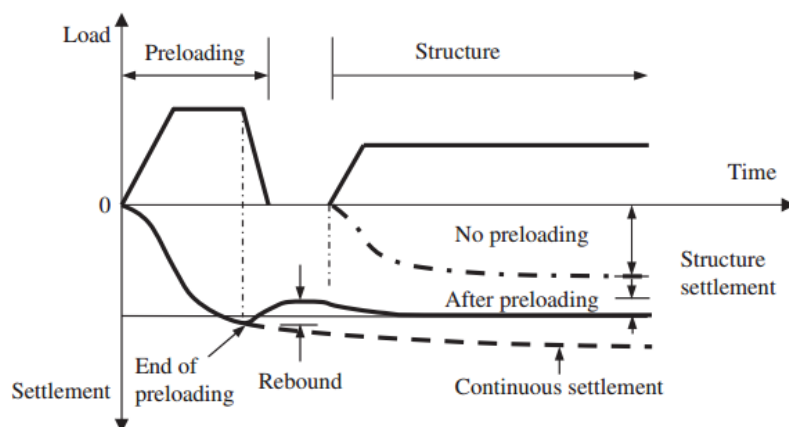 Load
Preloading
Structure
Time
0
No preloading
Structure
settlement
After preloading
End of
preloading
Rebound
Continuous settlement
Settlement